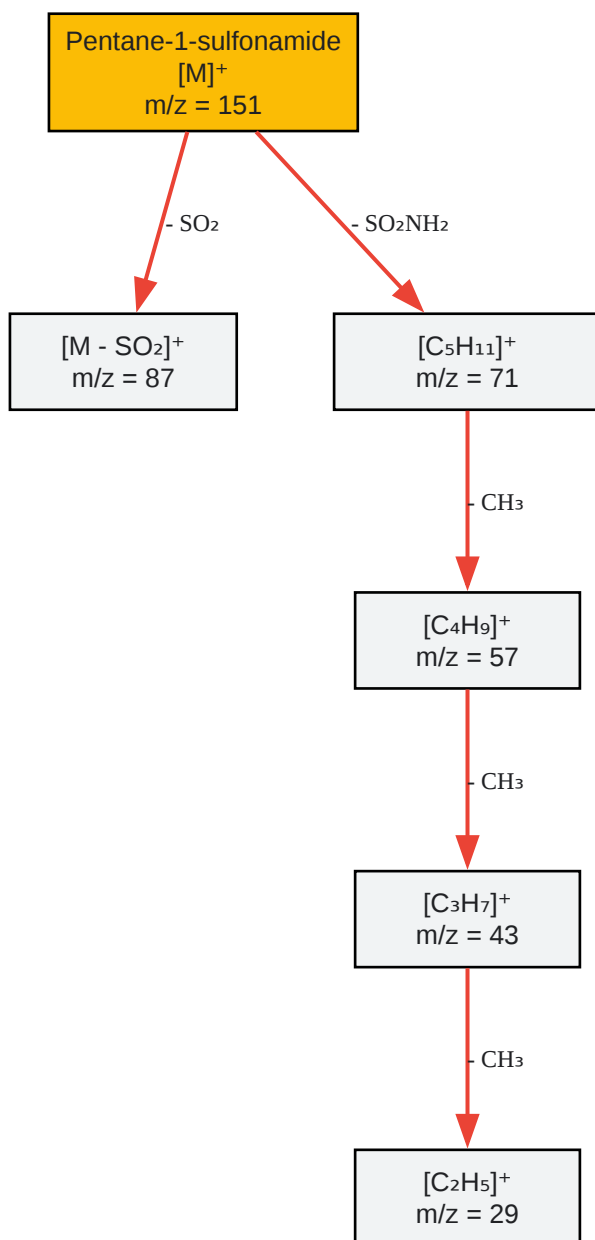 Pentane-1-sulfonamide
[M]⁺
m/z = 151
- SO₂
- SO₂NH₂
[M - SO₂]⁺
m/z = 87
[C₅H₁₁]⁺
m/z = 71
- CH₃
[C₄H₉]⁺
m/z = 57
- CH₃
[C₃H₇]⁺
m/z = 43
- CH₃
[C₂H₅]⁺
m/z = 29